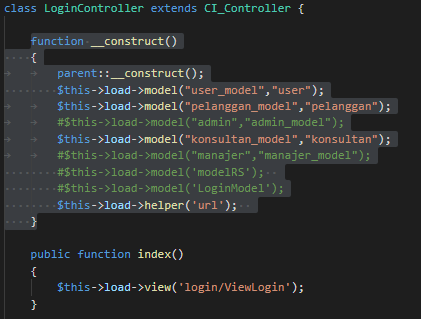 class LoginController extends CI_Controller {
function __construct()
{
parent::__construct();
$this->load->model("user_model","user");
$this->load->model("pelanggan_model","pelanggan");
#$this->load->model("admin","admin_model");
$this->load->model("konsultan_model","konsultan");
#$this->load->model("manajer","manajer_model");
#$this->load->model('modelRS');
#$this->load->model('LoginModel');
$this->load->helper('url');
}
public function index()
{
$this->load->view('login/ViewLogin');
}